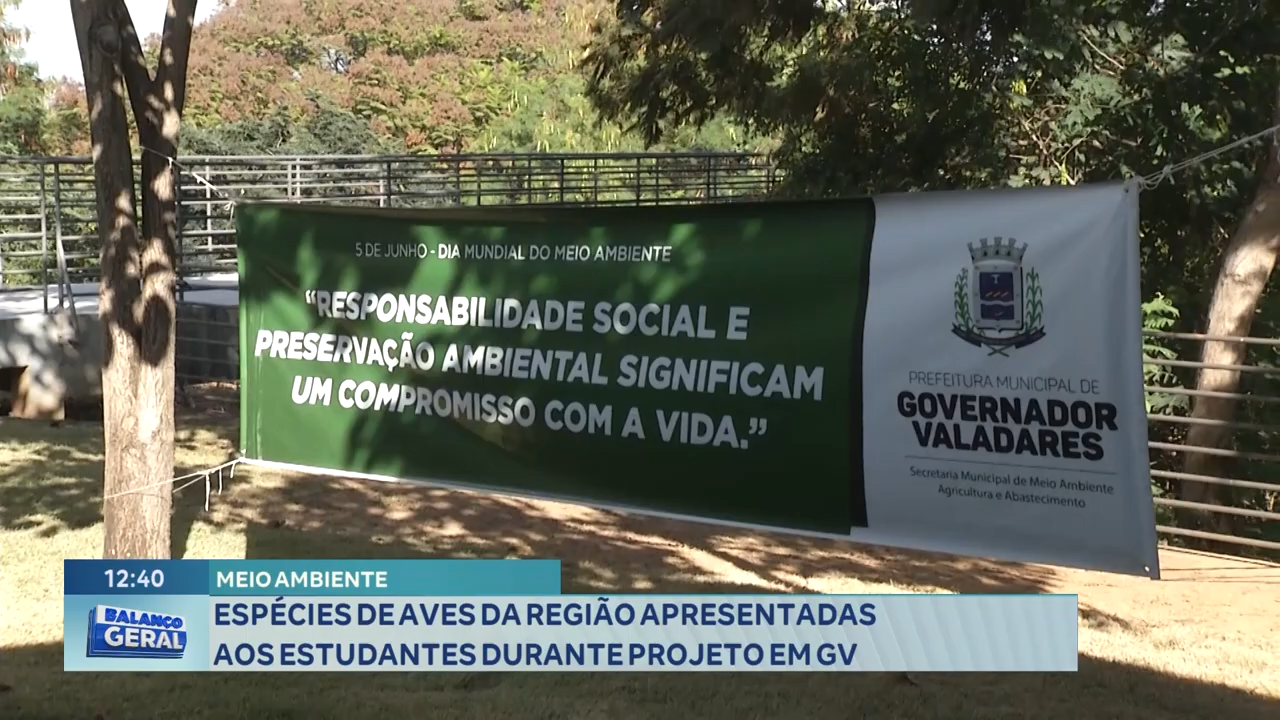 5 DE JUNHO - DIA MUNDIAL DO MEIO AMBIENTE
“RESPONSABILIDADE SOCIAL E
PRESERVAÇÃO AMBIENTAL SIGNIFICAM
UM COMPROMISSO COM A VIDA.”
PREFEITURA MUNICIPAL DE
GOVERNADOR
VALADARES
Secretaria Municipal de Meio Ambiente
Agricultura e Abastecimento
12:40
MEIO AMBIENTE
BALANÇO
GERAL
ESPÉCIES DE AVES DA REGIÃO APRESENTADAS
AOS ESTUDANTES DURANTE PROJETO EM GV